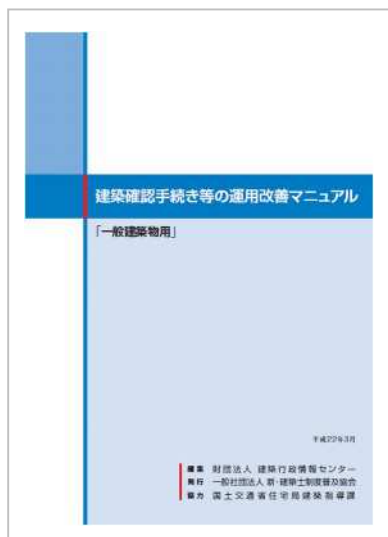 建築確認手続き等の運用改善マニュアル
「一般建築物用」
平成22年3月
編集 財団法人 建築行政情報センター
発行 一般社団法人 新・建築士制度普及協会
協力 国土交通省住宅局建築指導課